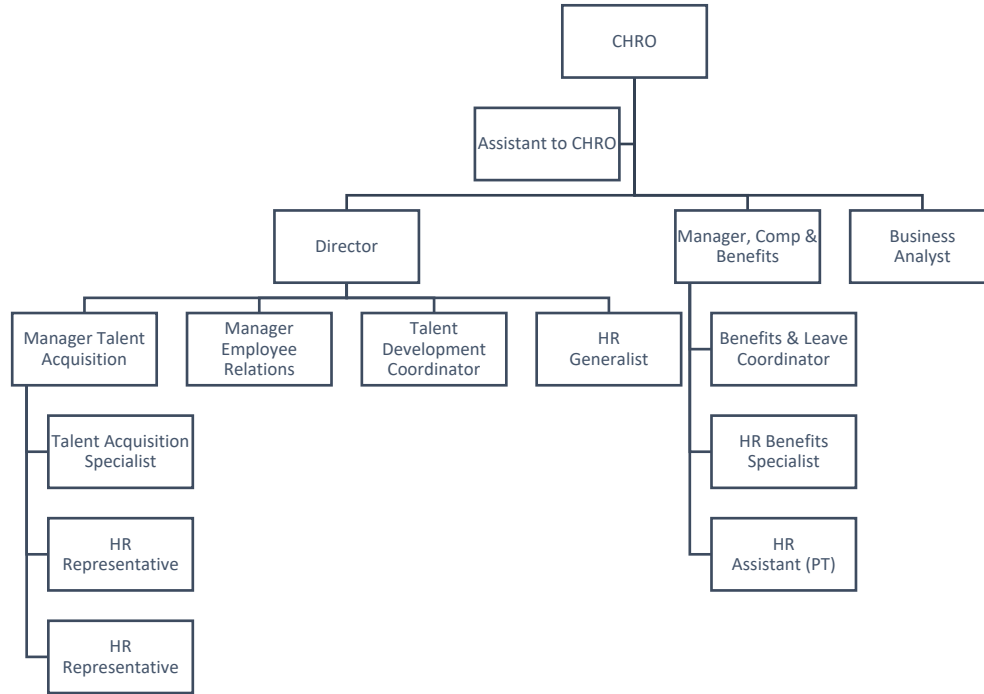 CHRO
Assistant to CHRO
Director
Manager, Comp &
Benefits
Business
Analyst
Manager Talent
Acquisition
Manager
Employee
Relations
Talent
Development
Coordinator
HR
Generalist
Benefits & Leave
Coordinator
Talent Acquisition
Specialist
HR Benefits
Specialist
HR
Representative
HR
Assistant (PT)
HR
Representative